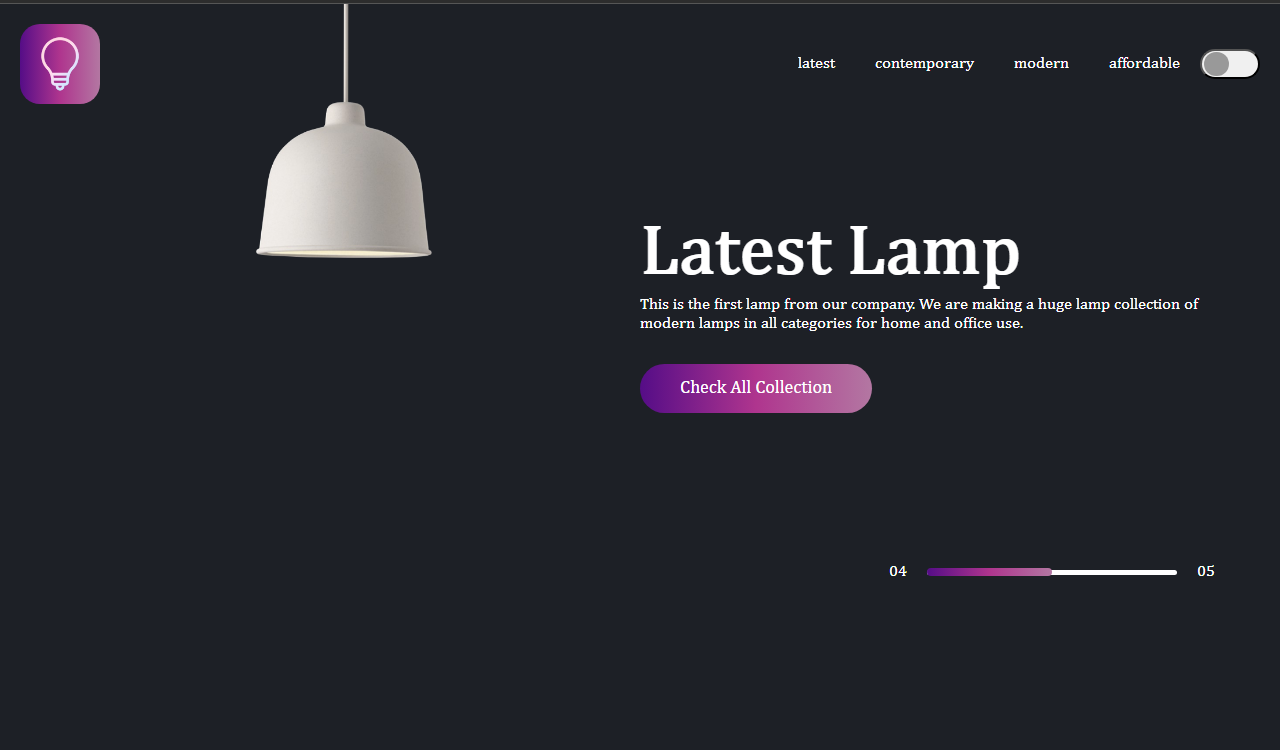 latest
contemporary
modern
affordable
Latest Lamp
This is the first lamp from our company. We are making a huge lamp collection of
modern lamps in all categories for home and office use.
Check All Collection
04
05